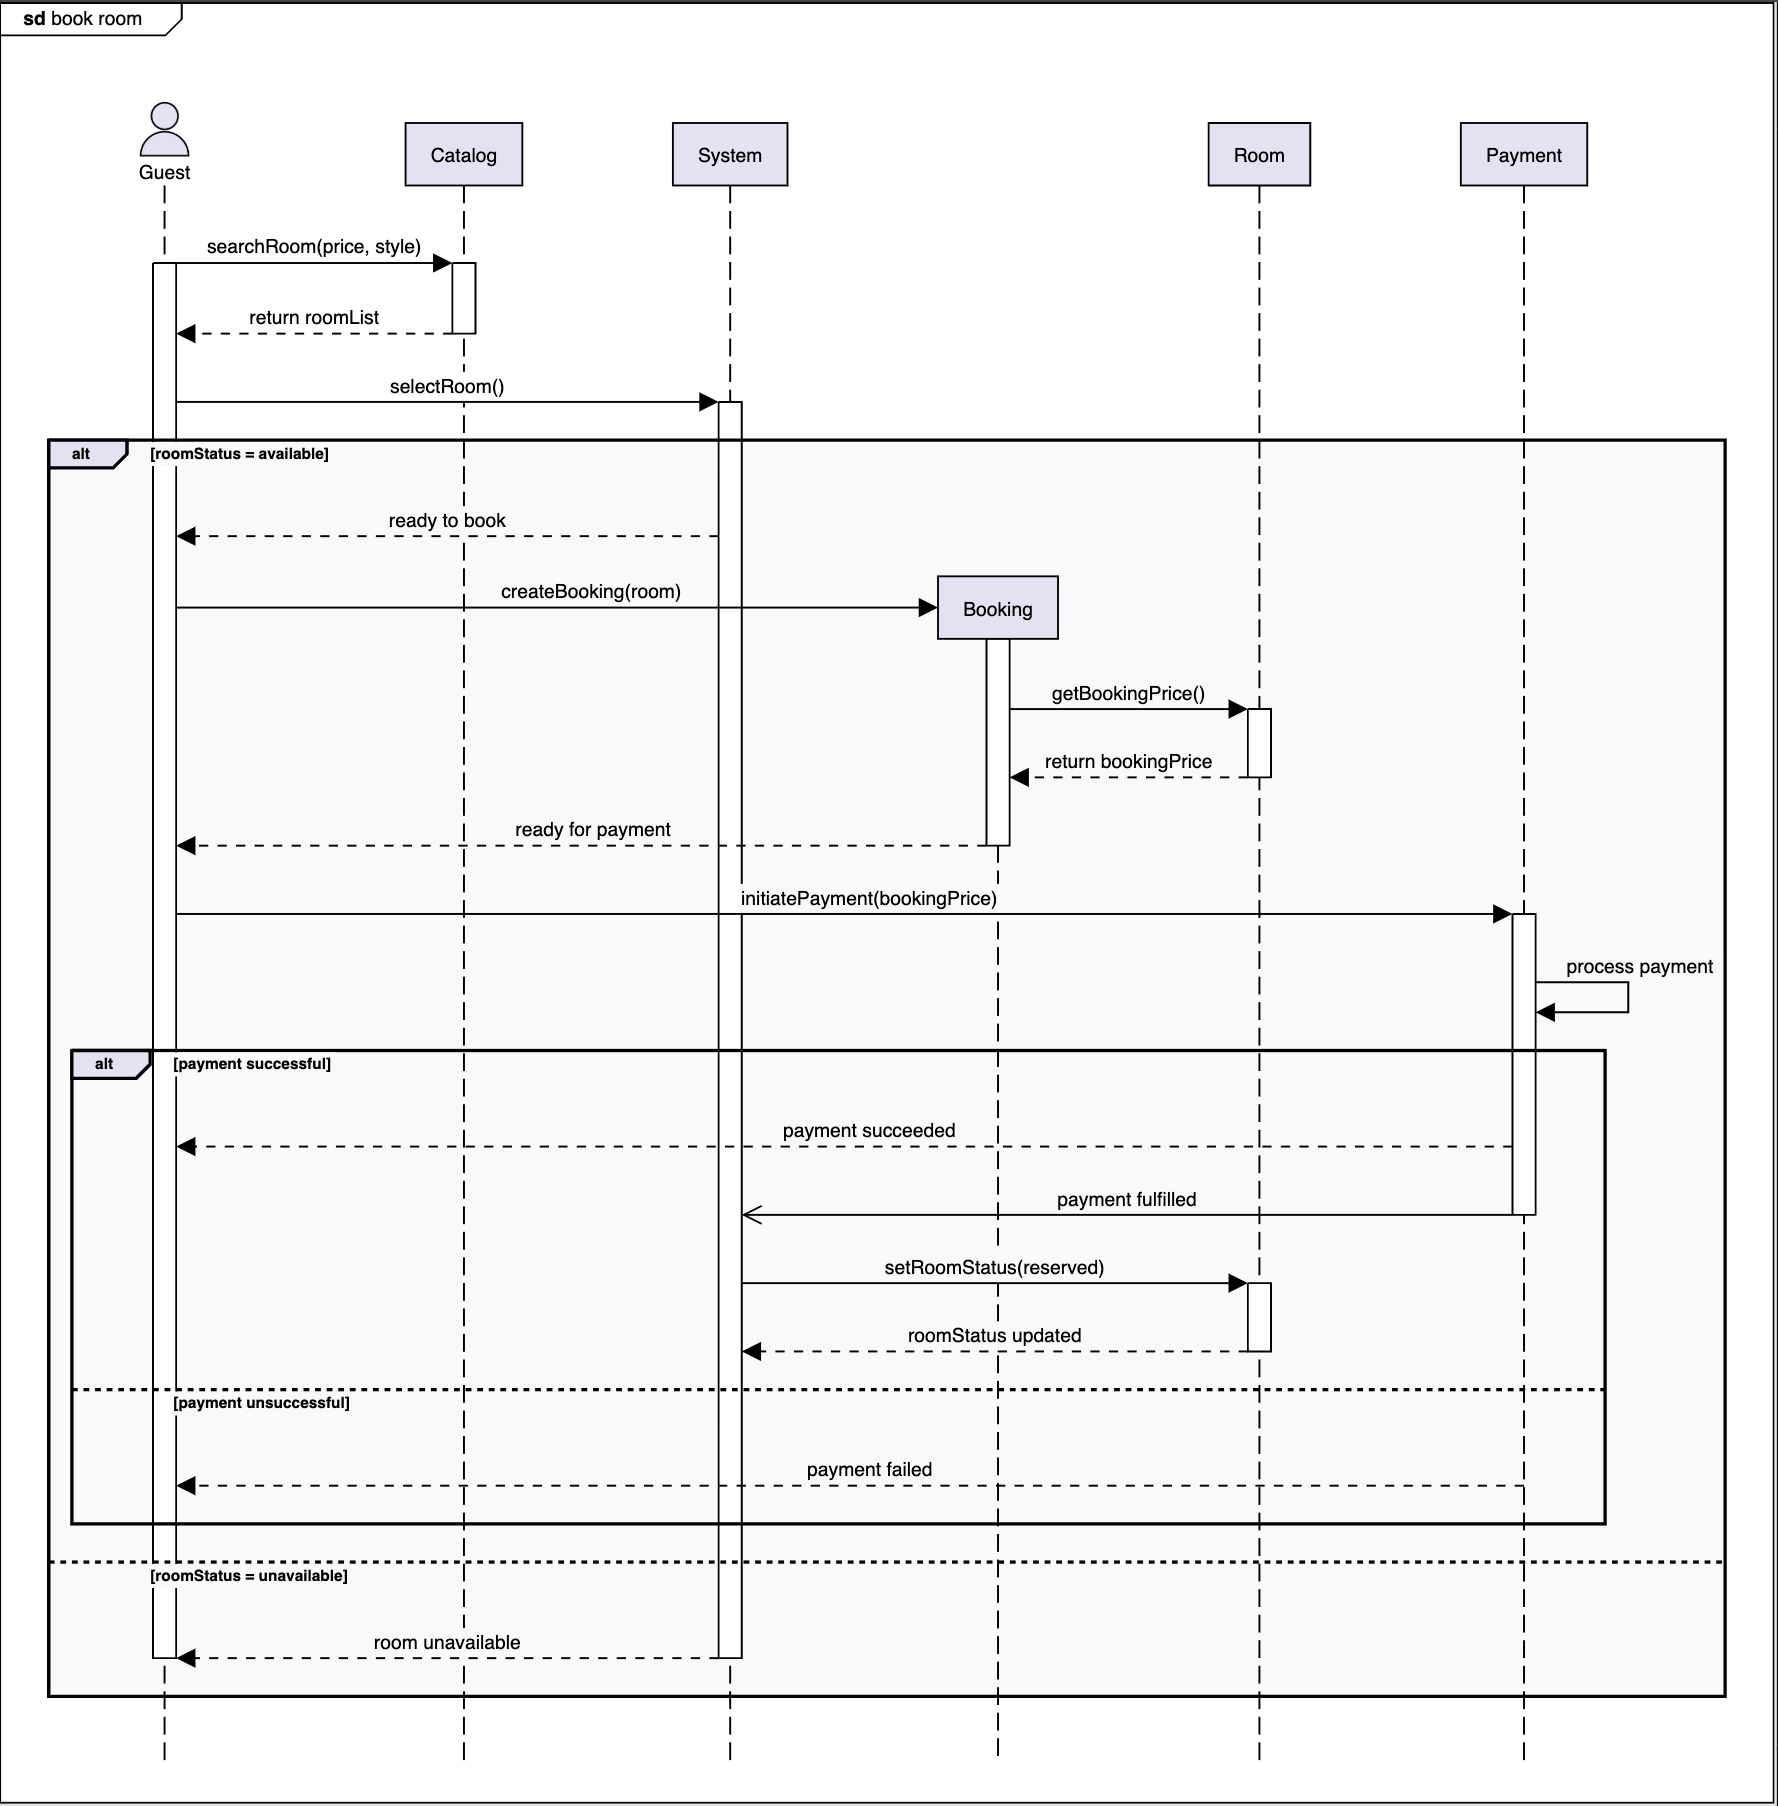 sd book room
Guest
Catalog
System
Room
Payment
searchRoom(price, style)
return roomList
selectRoom()
alt
[roomStatus = available]
ready to book
createBooking(room)
Booking
getBookingPrice()
return bookingPrice
ready for payment
initiatePayment(bookingPrice)
process payment
alt
[payment successful]
payment succeeded
payment fulfilled
setRoomStatus(reserved)
roomStatus updated
[payment unsuccessful]
payment failed
[roomStatus = unavailable]
room unavailable